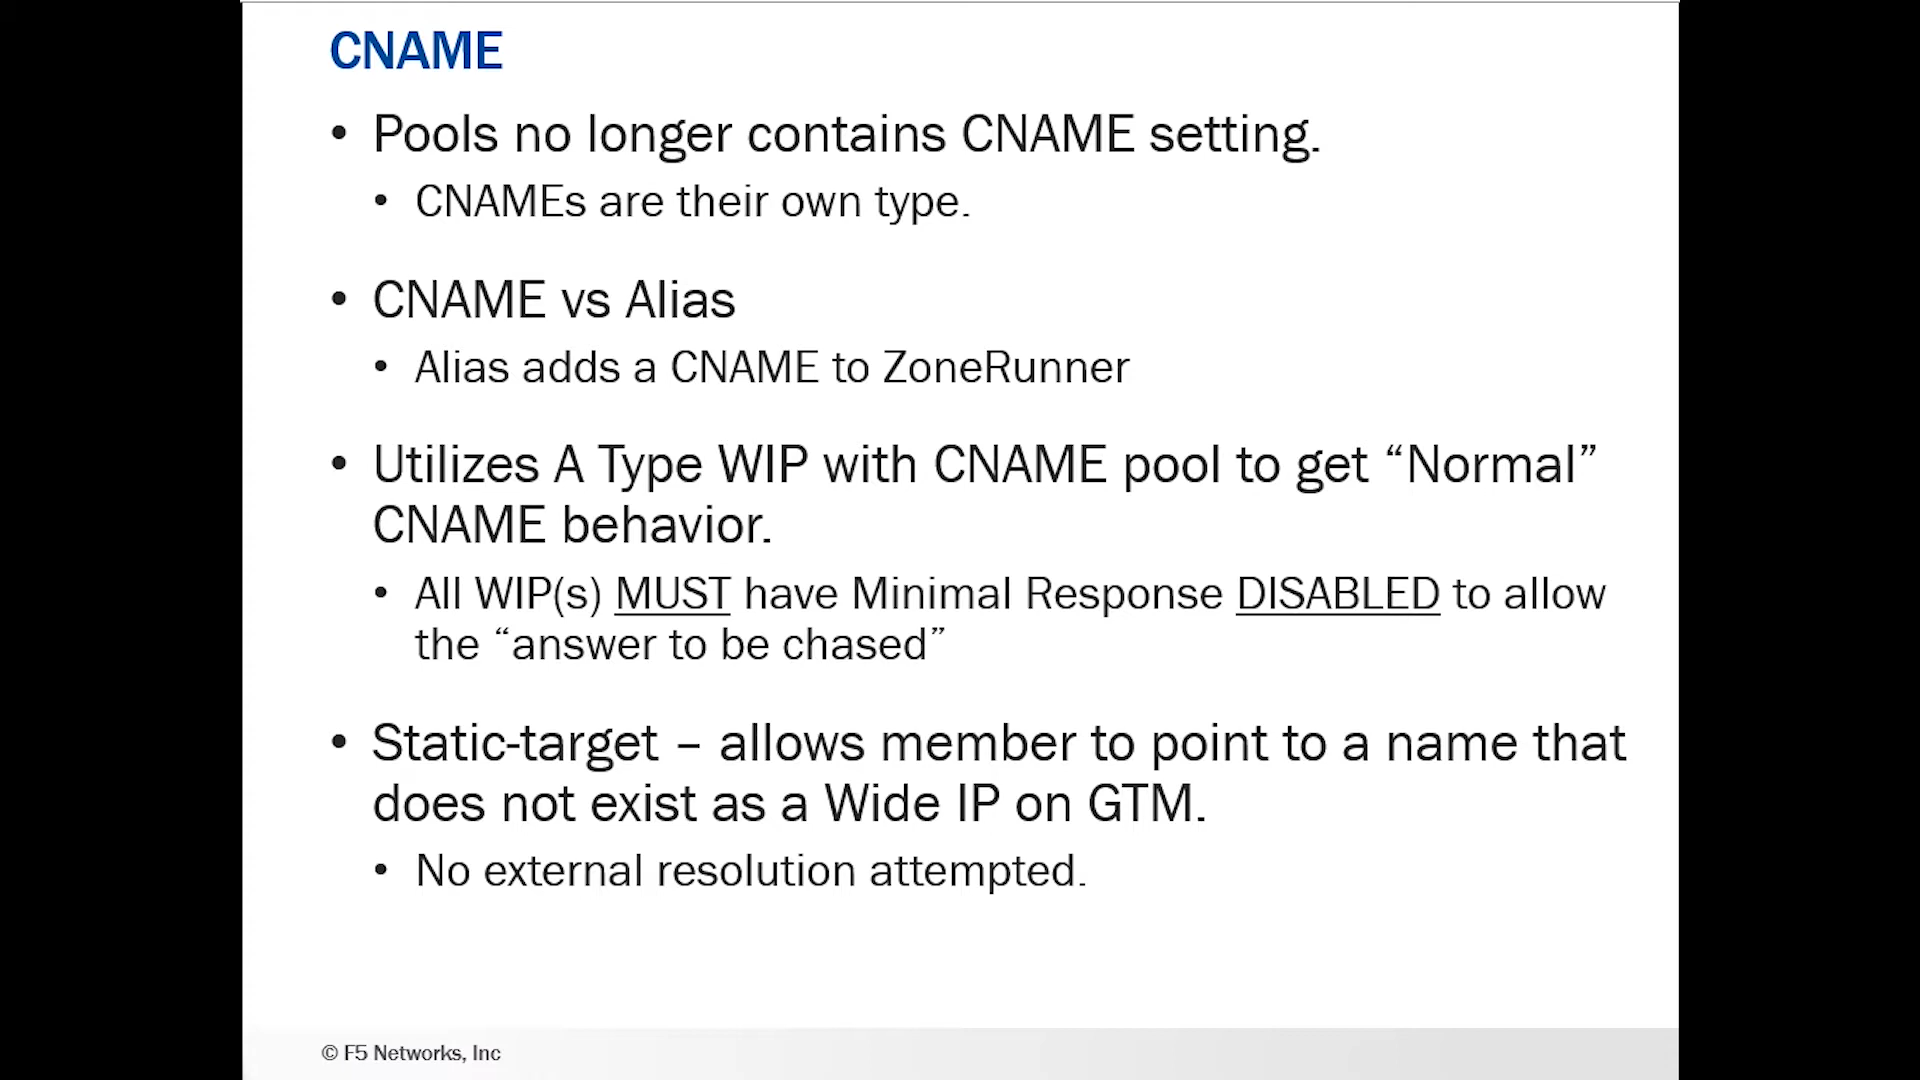 CNAME
• Pools no longer contains CNAME setting.
• CNAMEs are their own type.
• CNAME vs Alias
• Alias adds a CNAME to ZoneRunner
• Utilizes A Type WIP with CNAME pool to get “Normal”
CNAME behavior.
• All WIP(s) MUST have Minimal Response DISABLED to allow
the “answer to be chased”
• Static-target – allows member to point to a name that
does not exist as a Wide IP on GTM.
• No external resolution attempted.
© F5 Networks, Inc